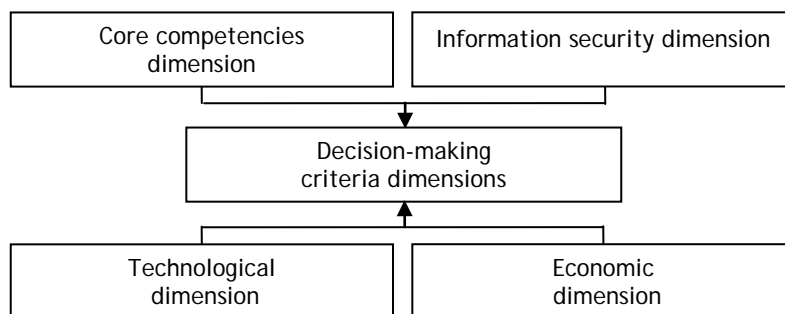 Core competencies
dimension
Information security dimension
Decision-making
criteria dimensions
Technological
dimension
Economic
dimension